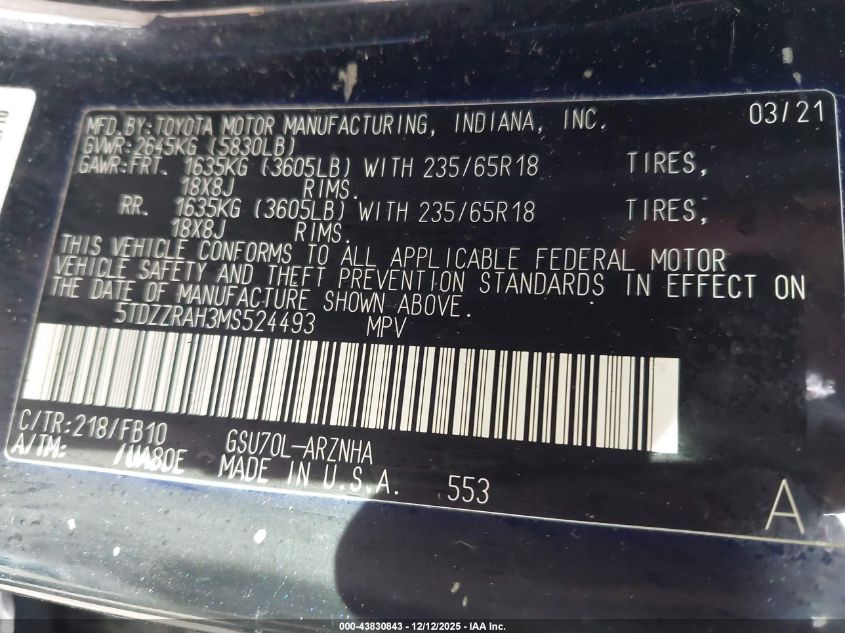 MFD.BY:TOYOTA MOTOR MANUFACTURING, INDIANA, INC. 03/21
GVWR:2645KG (5830LB)
GAWR:FRT. 1635KG (3605LB) WITH 235/65R18 TIRES,
18X8J RIMS.
RR. 1635KG (3605LB) WITH 235/65R18 TIRES,
18X8J RIMS.
THIS VEHICLE CONFORMS TO ALL APPLICABLE FEDERAL MOTOR
VEHICLE SAFETY AND THEFT PREVENTION STANDARDS IN EFFECT ON
THE DATE OF MANUFACTURE SHOWN ABOVE.
5TDZZRAH3MS524493 MPV
C/TR:218/FB10 GSU70L-ARZNHA
A/TM: /UA80E MADE IN U.S.A. 553 A
000-43830843 - 12/12/2025 - IAA Inc.